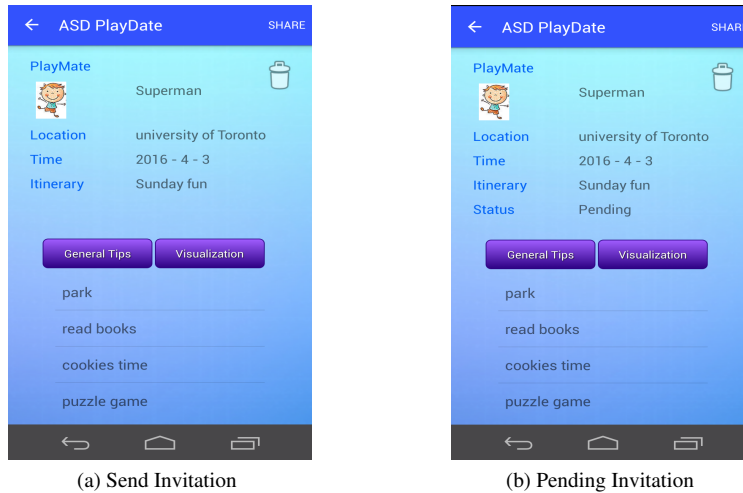 ASD PlayDate SHARE
PlayMate
Superman
Location university of Toronto
Time 2016 - 4 - 3
Itinerary Sunday fun
General Tips Visualization
park
read books
cookies time
puzzle game
(a) Send Invitation
ASD PlayDate SHARE
PlayMate
Superman
Location university of Toronto
Time 2016 - 4 - 3
Itinerary Sunday fun
Status Pending
General Tips Visualization
park
read books
cookies time
puzzle game
(b) Pending Invitation